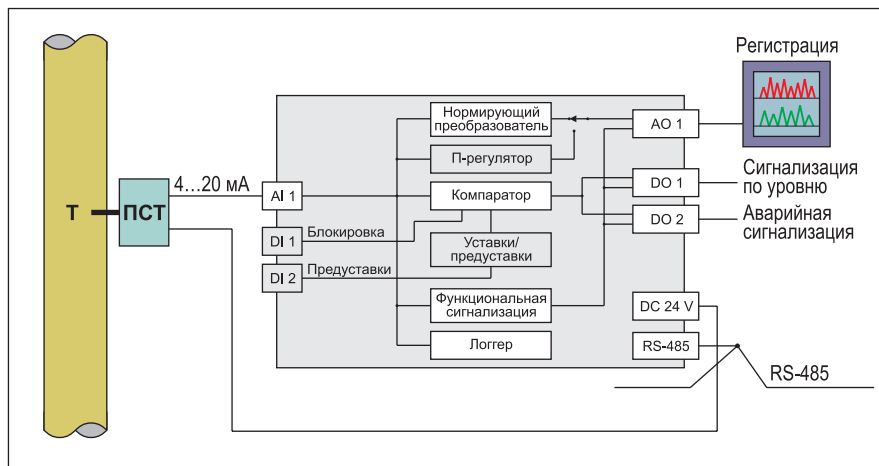 Регистрация
Нормирующий
преобразователь
AO 1
П-регулятор
4...20 мА
Сигнализация
по уровню
AI 1
Компаратор
DO 1
Т
ПСТ
DO 2
Аварийная
сигнализация
DI 1
Блокировка
Уставки/
предуставки
DI 2
Предуставки
Функциональная
сигнализация
DC 24 V
Логгер
RS-485
RS-485